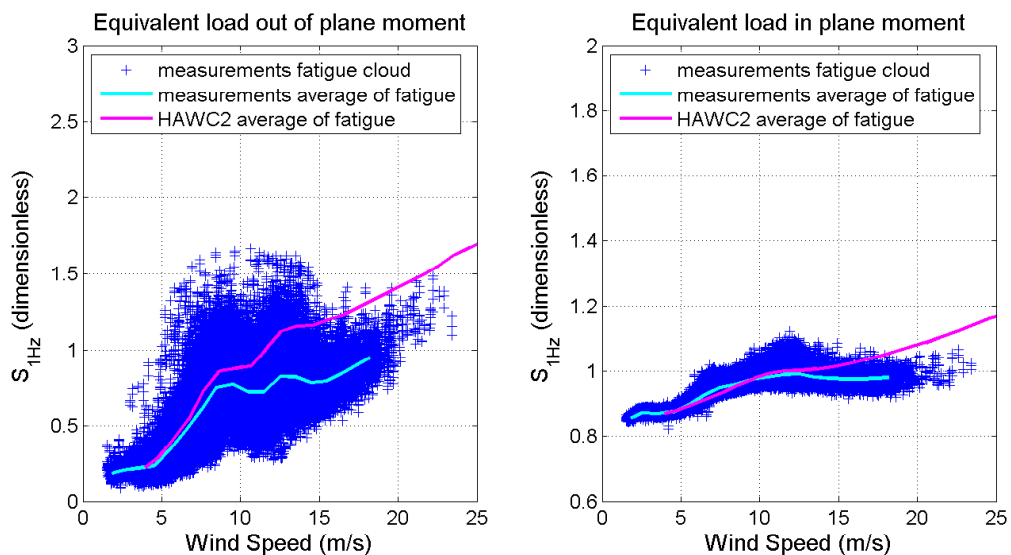 Equivalent load out of plane moment
3
2.5
2
1.5
1
0.5
0
S1Hz (dimensionless)
measurements fatigue cloud
measurements average of fatigue
HAWC2 average of fatigue
0 5 10 15 20 25
Wind Speed (m/s)
Equivalent load in plane moment
2
1.8
1.6
1.4
1.2
1
0.8
0.6
S1Hz (dimensionless)
measurements fatigue cloud
measurements average of fatigue
HAWC2 average of fatigue
0 5 10 15 20 25
Wind Speed (m/s)